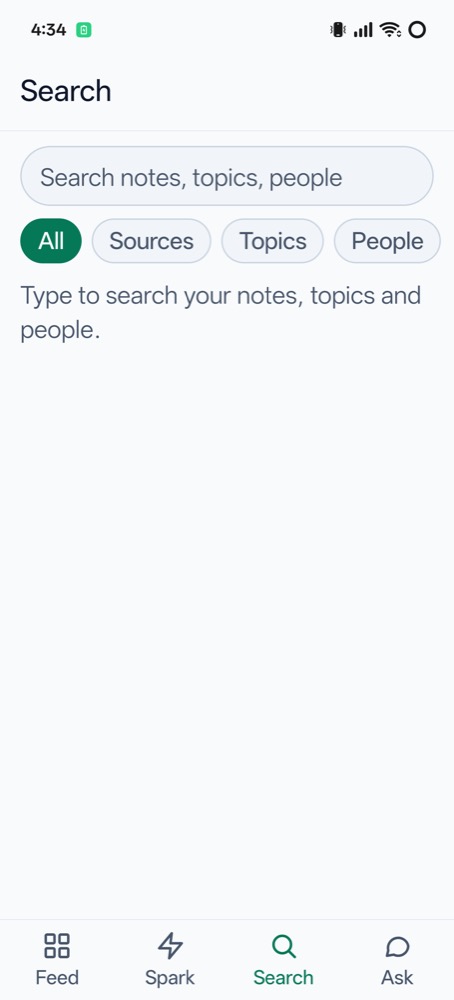 4:34
Search
Search notes, topics, people
All
Sources
Topics
People
Type to search your notes, topics and
people.
Feed
Spark
Search
Ask